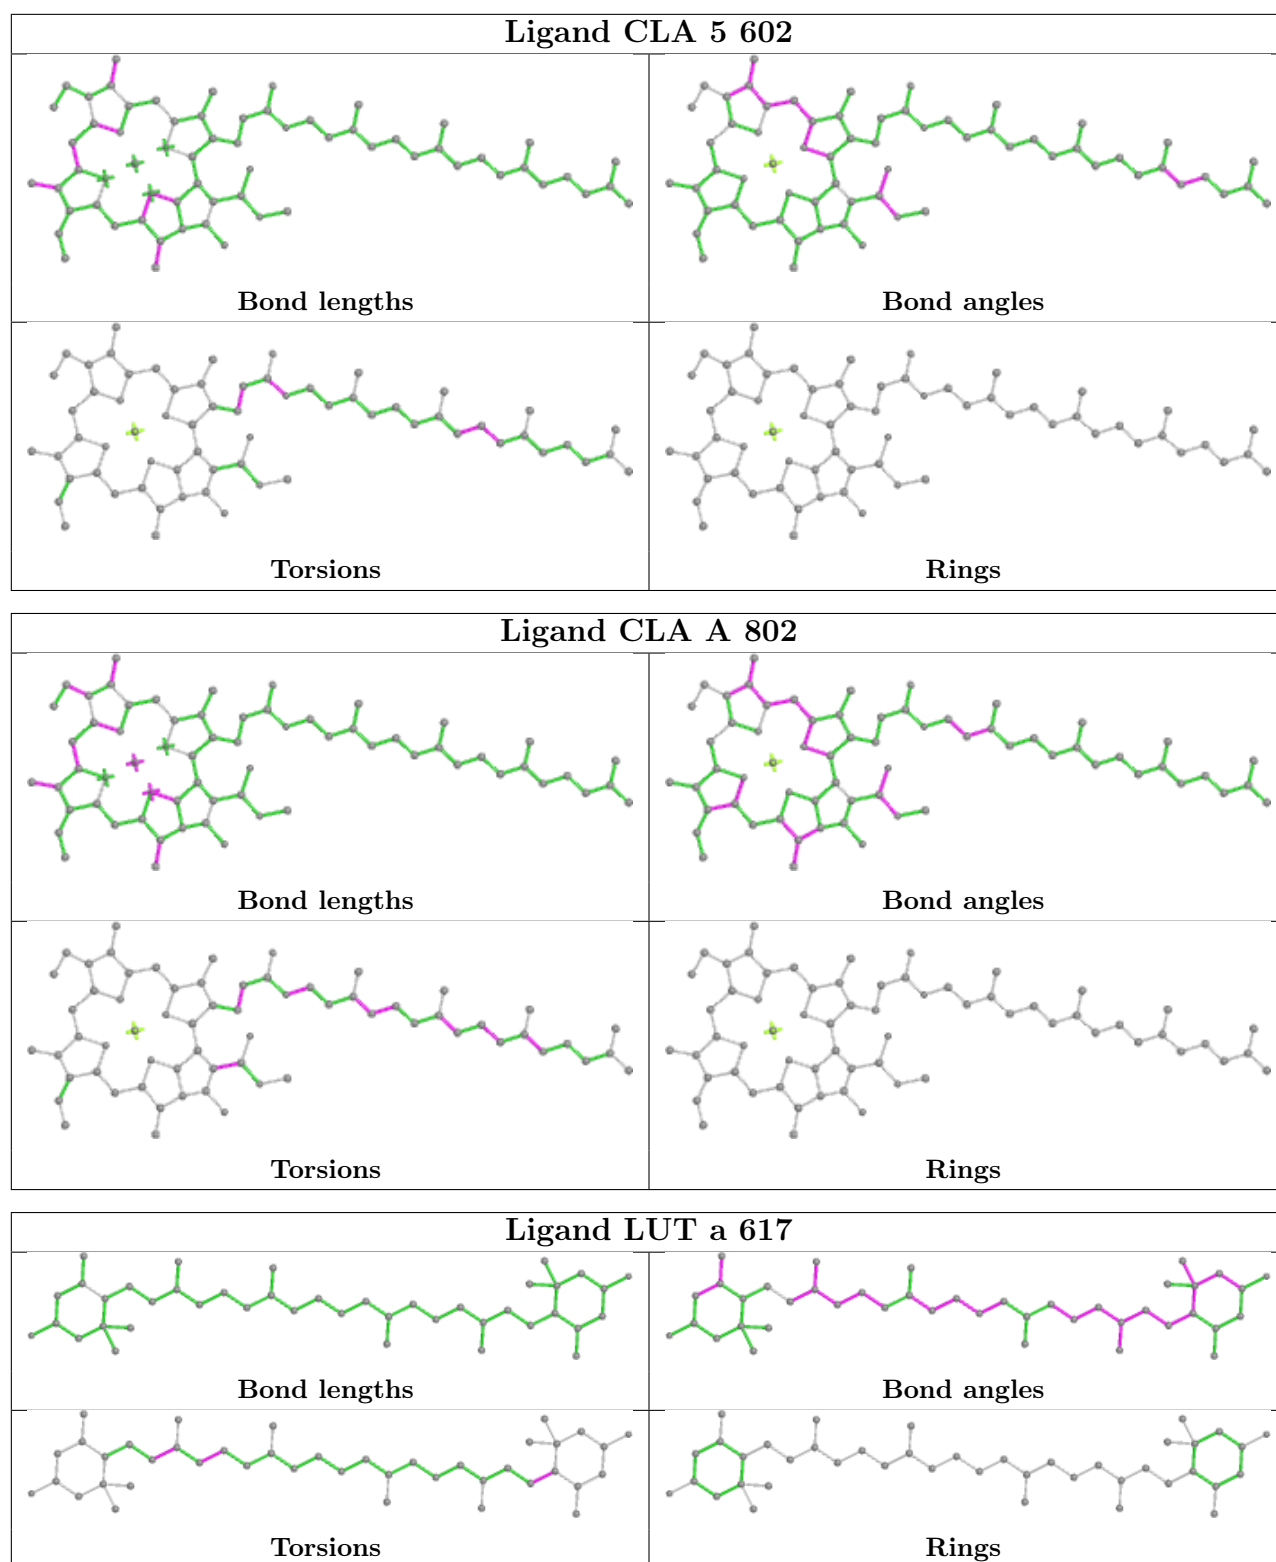 Ligand CLA 5 602
Bond lengths
Bond angles
Torsions
Rings
Ligand CLA A 802
Bond lengths
Bond angles
Torsions
Rings
Ligand LUT a 617
Bond lengths
Bond angles
Torsions
Rings